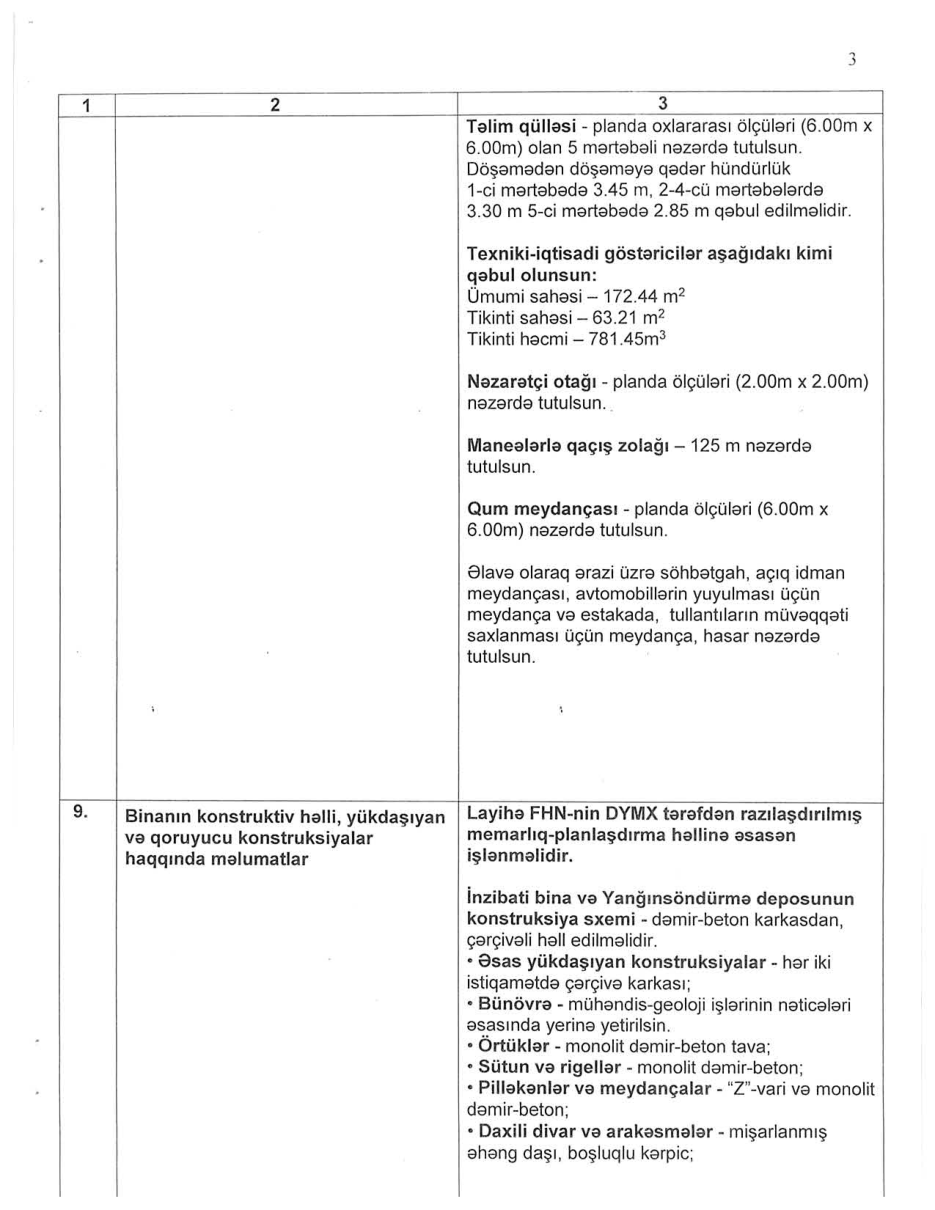 3
1
2
3
Təlim qülləsi - planda oxlararası ölçüləri (6.00m x
6.00m) olan 5 mərtəbəli nəzərdə tutulsun.
Döşəmədən döşəməyə qədər hündürlük
1-ci mərtəbədə 3.45 m, 2-4-cü mərtəbələrdə
3.30 m 5-ci mərtəbədə 2.85 m qəbul edilməlidir.
Texniki-iqtisadi göstəricilər aşağıdakı kimi
qəbul olunsun:
Ümumi sahəsi – 172.44 m²
Tikinti sahəsi – 63.21 m²
Tikinti həcmi – 781.45m³
Nəzarətçi otağı - planda ölçüləri (2.00m x 2.00m)
nəzərdə tutulsun.
Maneələrlə qaçış zolağı – 125 m nəzərdə
tutulsun.
Qum meydançası - planda ölçüləri (6.00m x
6.00m) nəzərdə tutulsun.
Əlavə olaraq ərazi üzrə söhbətgah, açıq idman
meydançası, avtomobillərin yuyulması üçün
meydança və estakada, tullantıların müvəqqəti
saxlanması üçün meydança, hasar nəzərdə
tutulsun.
9.
Binanın konstruktiv həlli, yükdaşıyan
və qoruyucu konstruksiyalar
haqqında məlumatlar
Layihə FHN-nin DYMX tərəfdən razılaşdırılmış
memarlıq-planlaşdırma həllinə əsasən
işlənməlidir.
İnzibati bina və Yanğınsöndürmə deposunun
konstruksiya sxemi - dəmir-beton karkasdan,
çərçivəli həll edilməlidir.
• Əsas yükdaşıyan konstruksiyalar - hər iki
istiqamətdə çərçivə karkası;
• Bünövrə - mühəndis-geoloji işlərinin nəticələri
əsasında yerinə yetirilsin.
• Örtüklər - monolit dəmir-beton tava;
• Sütun və rigellər - monolit dəmir-beton;
• Pilləkənlər və meydançalar - “Z”-vari və monolit
dəmir-beton;
• Daxili divar və arakəsmələr - mişarlanmış
əhəng daşı, boşluqlu kərpic;